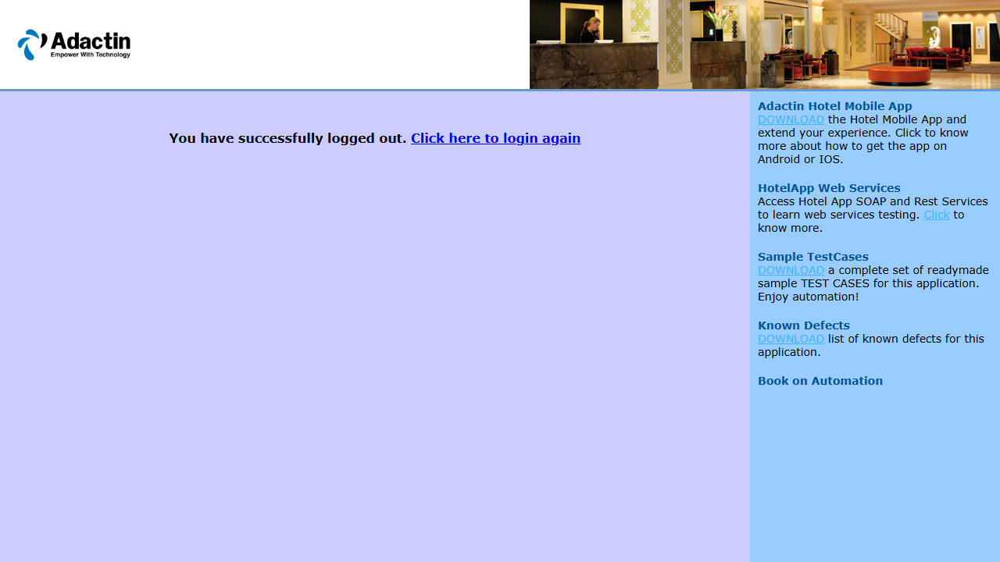 Adactin
Empower With Technology
You have successfully logged out. Click here to login again
Adactin Hotel Mobile App
DOWNLOAD the Hotel Mobile App and
extend your experience. Click to know
more about how to get the app on
Android or IOS.
HotelApp Web Services
Access Hotel App SOAP and Rest Services
to learn web services testing. Click to
know more.
Sample TestCases
DOWNLOAD a complete set of readymade
sample TEST CASES for this application.
Enjoy automation!
Known Defects
DOWNLOAD list of known defects for this
application.
Book on Automation